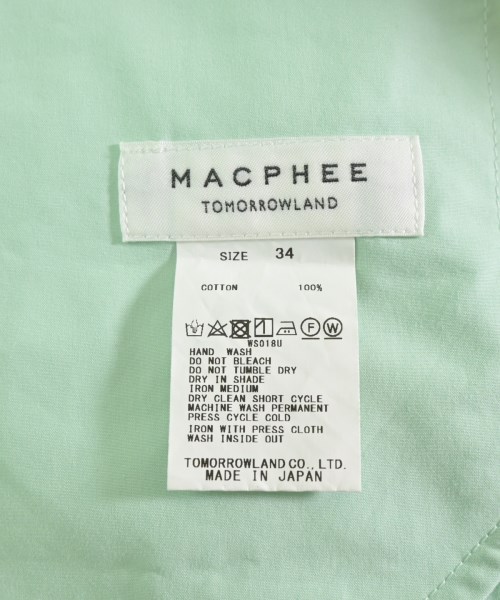 MACPHEE
TOMORROWLAND
SIZE 34
COTTON 100%
WS018U
HAND WASH
DO NOT BLEACH
DO NOT TUMBLE DRY
DRY IN SHADE
IRON MEDIUM
DRY CLEAN SHORT CYCLE
MACHINE WASH PERMANENT
PRESS CYCLE COLD
IRON WITH PRESS CLOTH
WASH INSIDE OUT
TOMORROWLAND CO., LTD.
MADE IN JAPAN